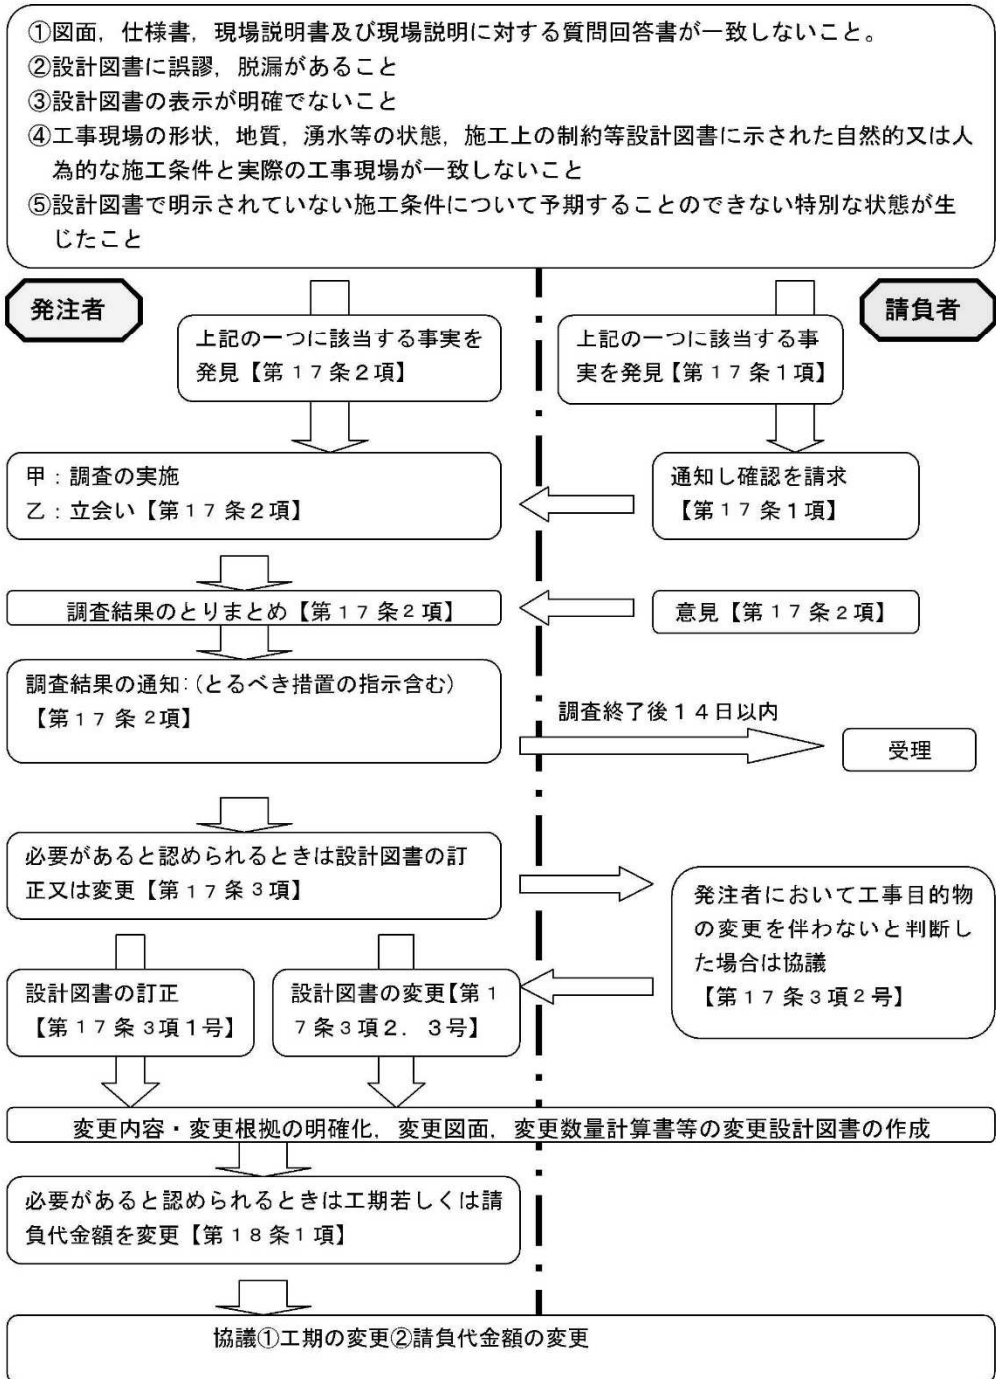 ①図面，仕様書，現場説明書及び現場説明に対する質問回答書が一致しないこと。
②設計図書に誤謬，脱漏があること
③設計図書の表示が明確でないこと
④工事現場の形状，地質，湧水等の状態，施工上の制約等設計図書に示された自然的又は人
為的な施工条件と実際の工事現場が一致しないこと
⑤設計図書で明示されていない施工条件について予期することのできない特別な状態が生
じたこと
発注者
請負者
上記の一つに該当する事実を
発見【第１７条２項】
上記の一つに該当する事
実を発見【第１７条１項】
甲：調査の実施
乙：立会い【第１７条２項】
通知し確認を請求
【第１７条１項】
調査結果のとりまとめ【第１７条２項】
意見【第１７条２項】
調査結果の通知：（とるべき措置の指示含む）
【第１７条２項】
調査終了後１４日以内
受理
必要があると認められるときは設計図書の訂
正又は変更【第１７条３項】
発注者において工事目的物
の変更を伴わないと判断し
た場合は協議
【第１７条３項２号】
設計図書の訂正
【第１７条３項１号】
設計図書の変更【第１
７条３項２．３号】
変更内容・変更根拠の明確化，変更図面，変更数量計算書等の変更設計図書の作成
必要があると認められるときは工期若しくは請
負代金額を変更【第１８条１項】
協議①工期の変更②請負代金額の変更